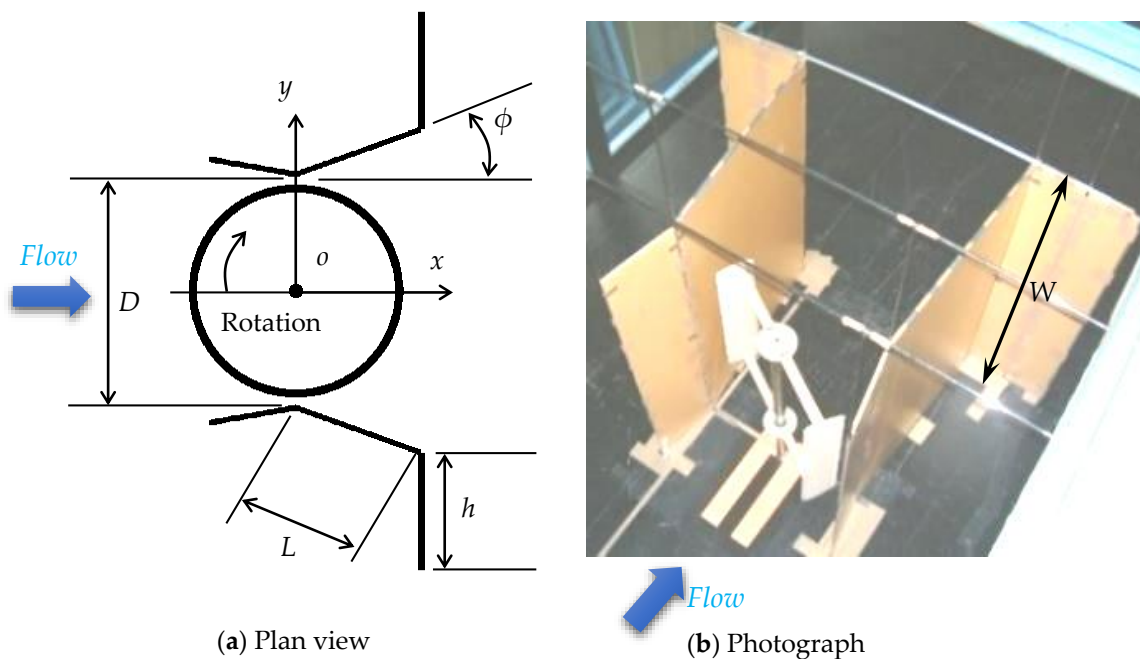 y
ϕ
Flow
D
o
x
Rotation
L
h
W
Flow
(a) Plan view
(b) Photograph